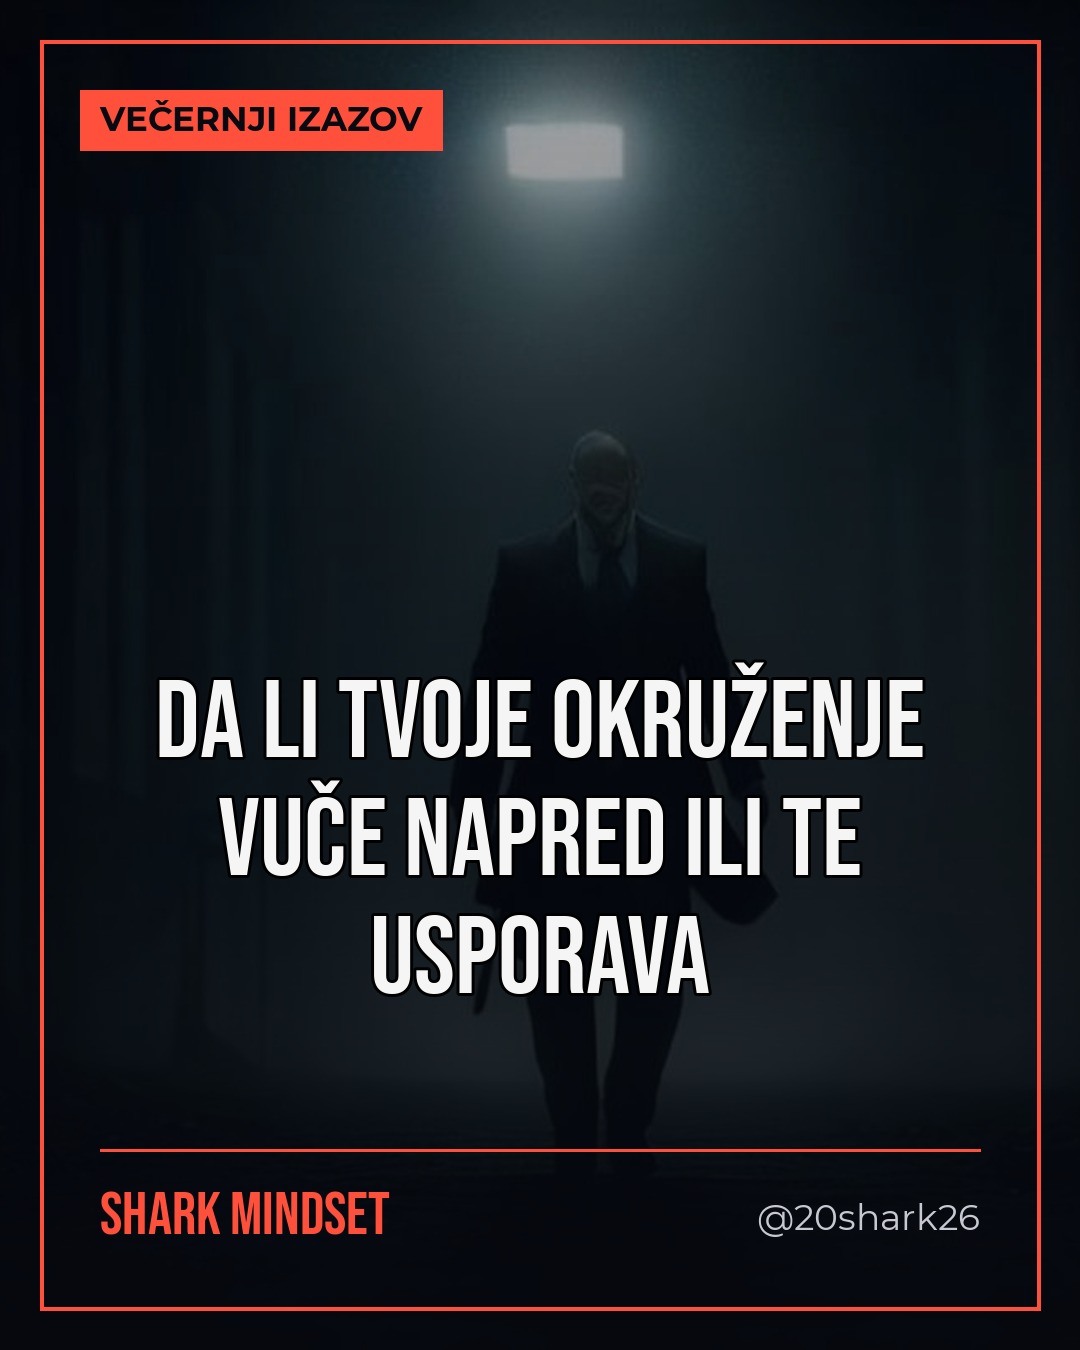 VEČERNJI IZAZOV
DA LI TVOJE OKRUŽENJE
VUČE NAPRED ILI TE
USPORAVA
SHARK MINDSET
@20shark26